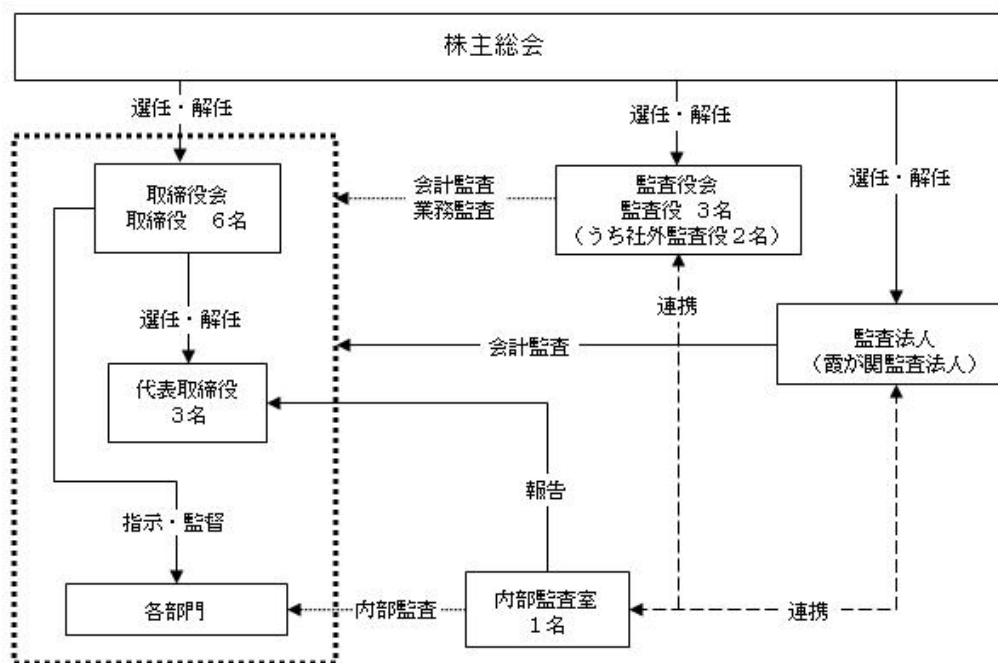 株主総会
選任・解任
選任・解任
選任・解任
取締役会
取締役 6名
会計監査
業務監査
監査役会
監査役 3名
（うち社外監査役２名）
選任・解任
連携
会計監査
監査法人
（霞が関監査法人）
代表取締役
３名
報告
指示・監督
各部門
内部監査
内部監査室
１名
連携